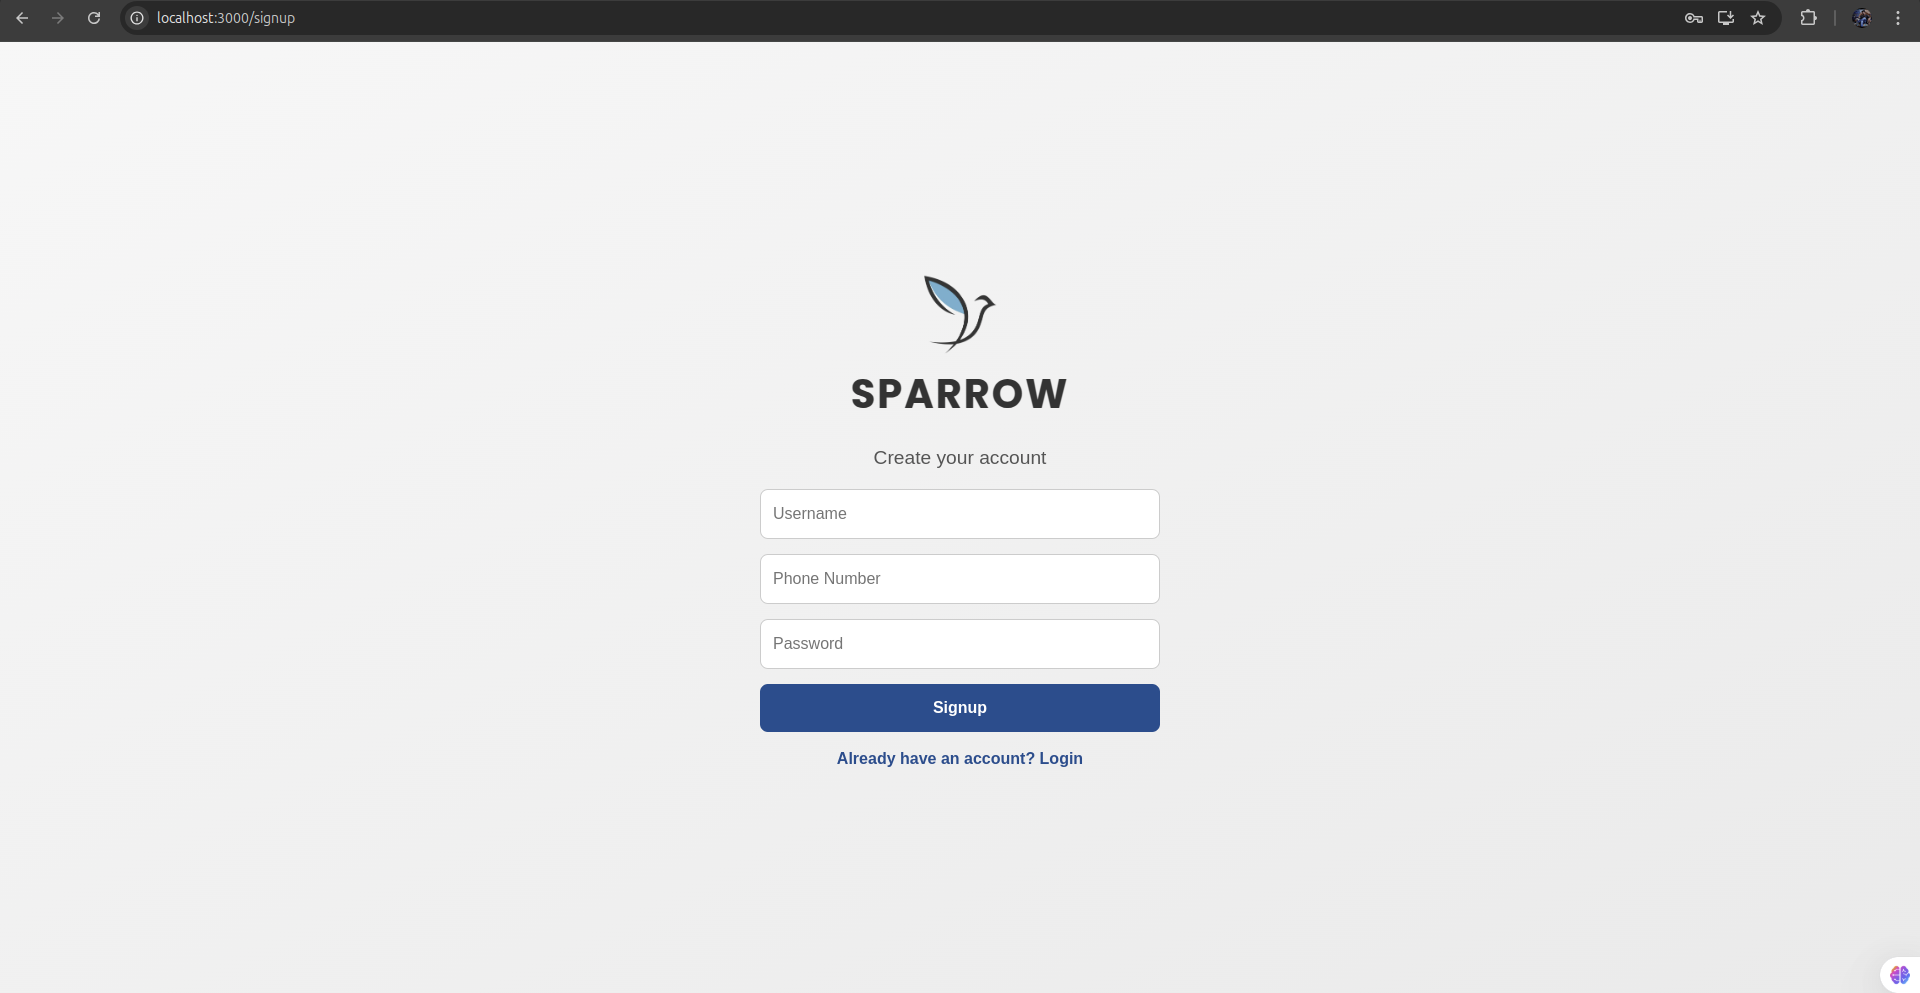 localhost:3000/signup
SPARROW
Create your account
Username
Phone Number
Password
Signup
Already have an account? Login